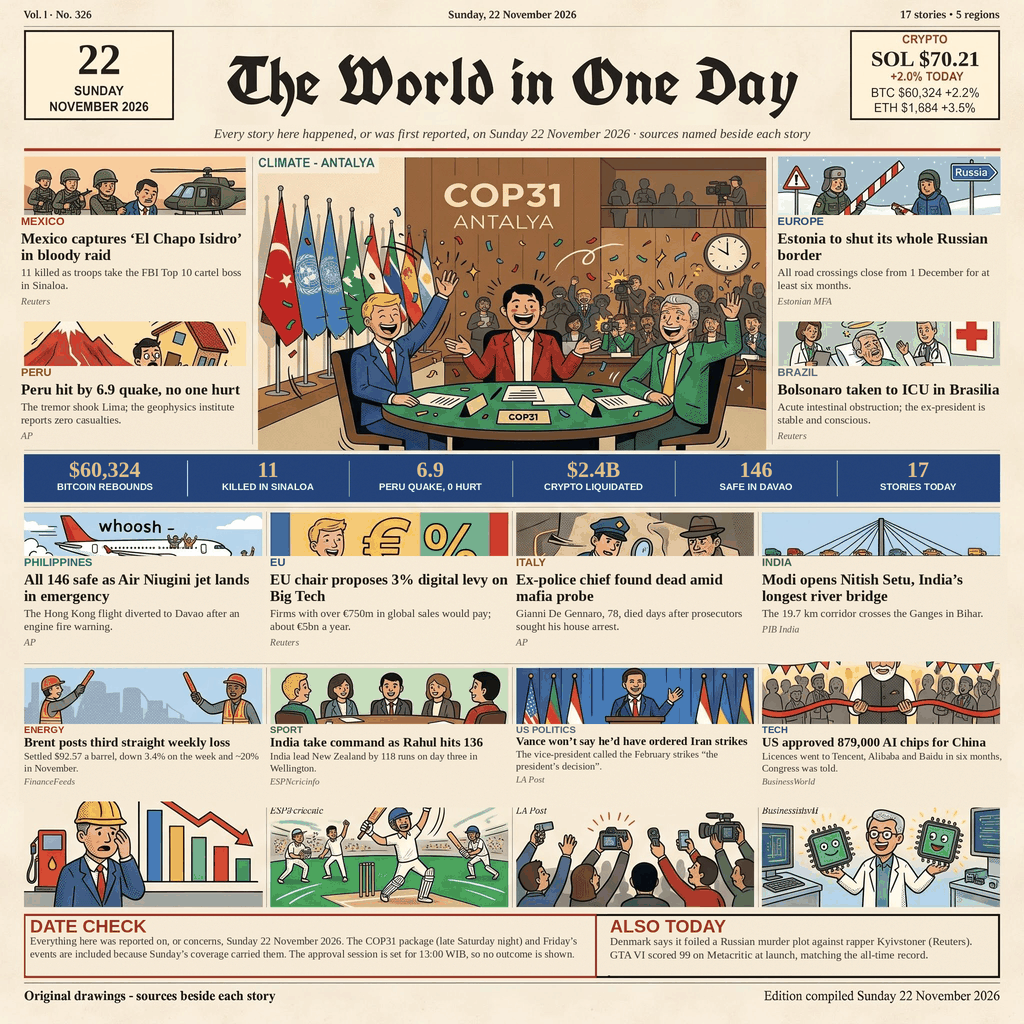 Vol. I · No. 326
Sunday, 22 November 2026
17 stories • 5 regions
22
SUNDAY
NOVEMBER 2026
The World in One Day
CRYPTO
SOL $70.21
+2.0% TODAY
BTC $60,324 +2.2%
ETH $1,684 +3.5%
Every story here happened, or was first reported, on Sunday 22 November 2026 · sources named beside each story
MEXICO
Mexico captures ‘El Chapo Isidro’
in bloody raid
11 killed as troops take the FBI Top 10 cartel boss
in Sinaloa.
Reuters
PERU
Peru hit by 6.9 quake, no one hurt
The tremor shook Lima; the geophysics institute
reports zero casualties.
AP
CLIMATE - ANTALYA
COP31
ANTALYA
COP31
Russia
EUROPE
Estonia to shut its whole Russian
border
All road crossings close from 1 December for at
least six months.
Estonian MFA
BRAZIL
Bolsonaro taken to ICU in Brasilia
Acute intestinal obstruction; the ex-president is
stable and conscious.
Reuters
$60,324
BITCOIN REBOUNDS
11
KILLED IN SINALOA
6.9
PERU QUAKE, 0 HURT
$2.4B
CRYPTO LIQUIDATED
146
SAFE IN DAVAO
17
STORIES TODAY
whoosh -
PHILIPPINES
All 146 safe as Air Niugini jet lands
in emergency
The Hong Kong flight diverted to Davao after an
engine fire warning.
AP
€ %
EU
EU chair proposes 3% digital levy on
Big Tech
Firms with over €750m in global sales would pay;
about €5bn a year.
Reuters
ITALY
Ex-police chief found dead amid
mafia probe
Gianni De Gennaro, 78, died days after prosecutors
sought his house arrest.
AP
INDIA
Modi opens Nitish Setu, India’s
longest river bridge
The 19.7 km corridor crosses the Ganges in Bihar.
PIB India
ENERGY
Brent posts third straight weekly loss
Settled $92.57 a barrel, down 3.4% on the week and ~20%
in November.
FinanceFeeds
SPORT
India take command as Rahul hits 136
India lead New Zealand by 118 runs on day three in
Wellington.
ESPNcricinfo
US POLITICS
Vance won’t say he’d have ordered Iran strikes
The vice-president called the February strikes “the
president’s decision”.
LA Post
TECH
US approved 879,000 AI chips for China
Licences went to Tencent, Alibaba and Baidu in six months,
Congress was told.
BusinessWorld
LA Post
DATE CHECK
Everything here was reported on, or concerns, Sunday 22 November 2026. The COP31 package (late Saturday night) and Friday’s
events are included because Sunday’s coverage carried them. The approval session is set for 13:00 WIB, so no outcome is shown.
ALSO TODAY
Denmark says it foiled a Russian murder plot against rapper Kyivstoner (Reuters).
GTA VI scored 99 on Metacritic at launch, matching the all-time record.
Original drawings - sources beside each story
Edition compiled Sunday 22 November 2026